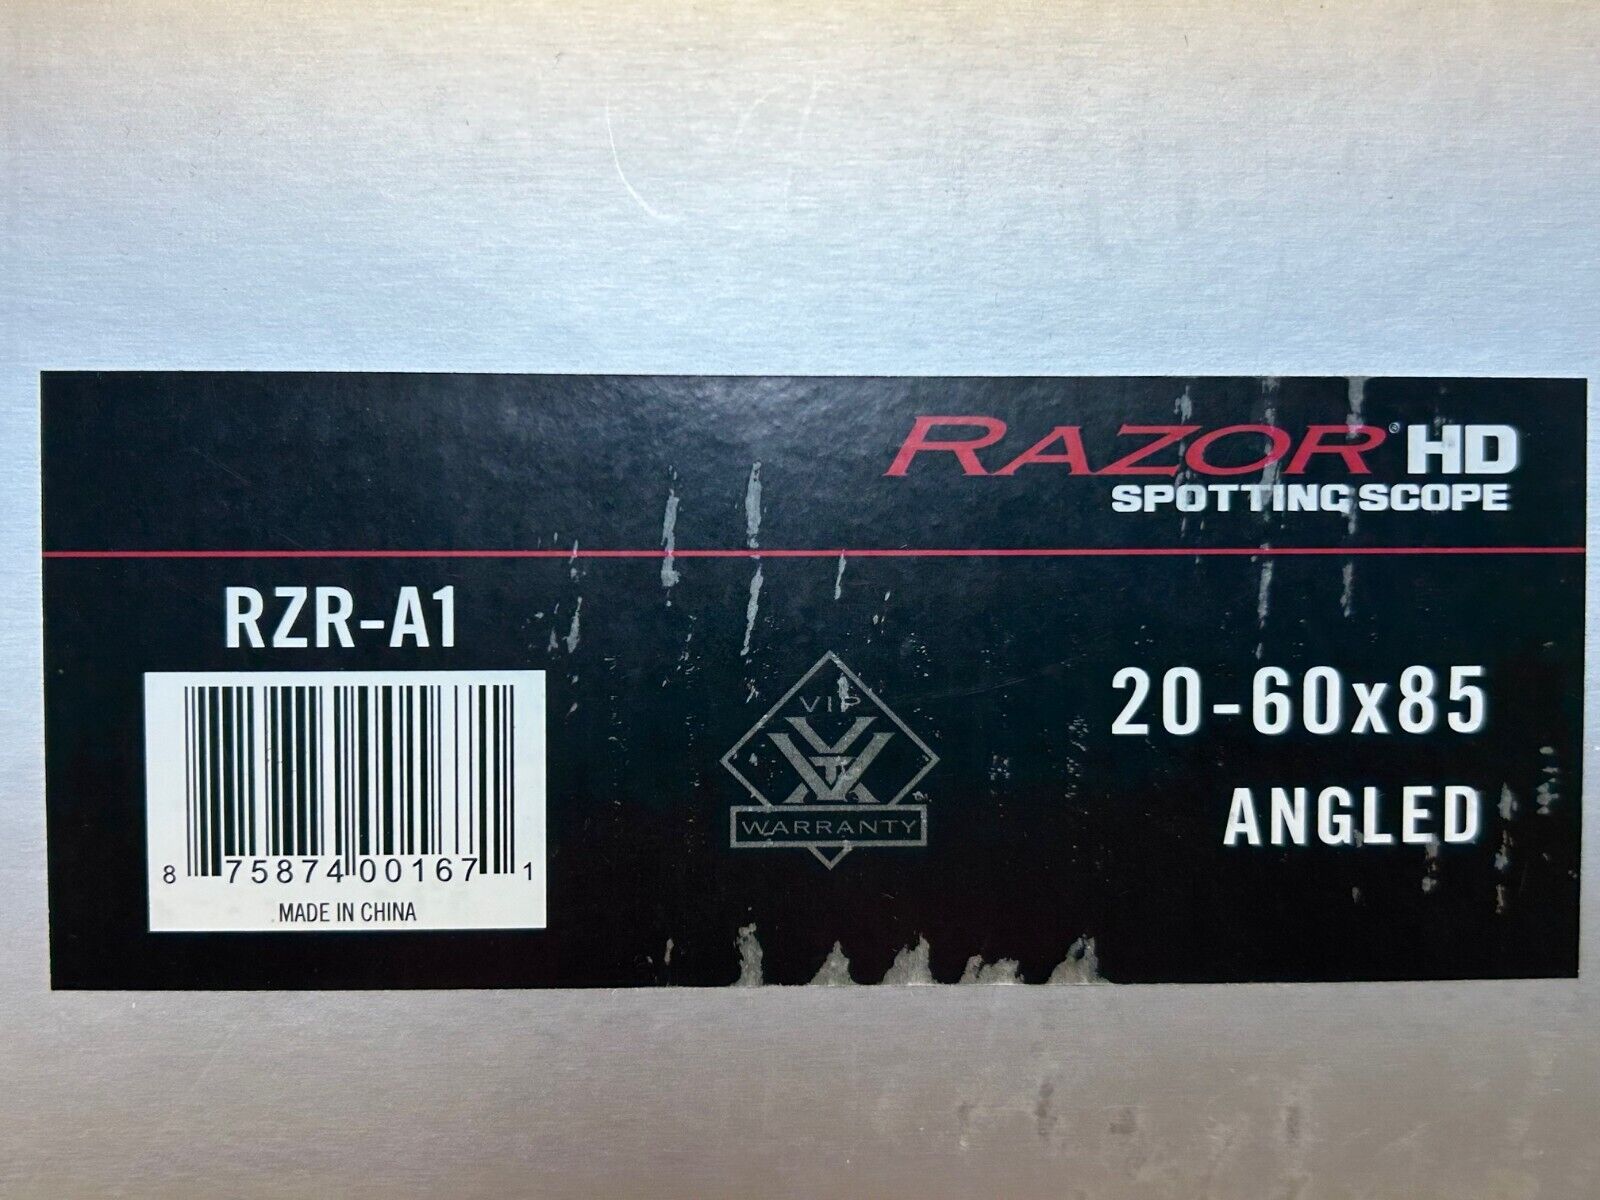 RAZOR® HD
SPOTTING SCOPE
RZR-A1
20-60x85
ANGLED
VIP
WARRANTY
8 75874 00167 1
MADE IN CHINA